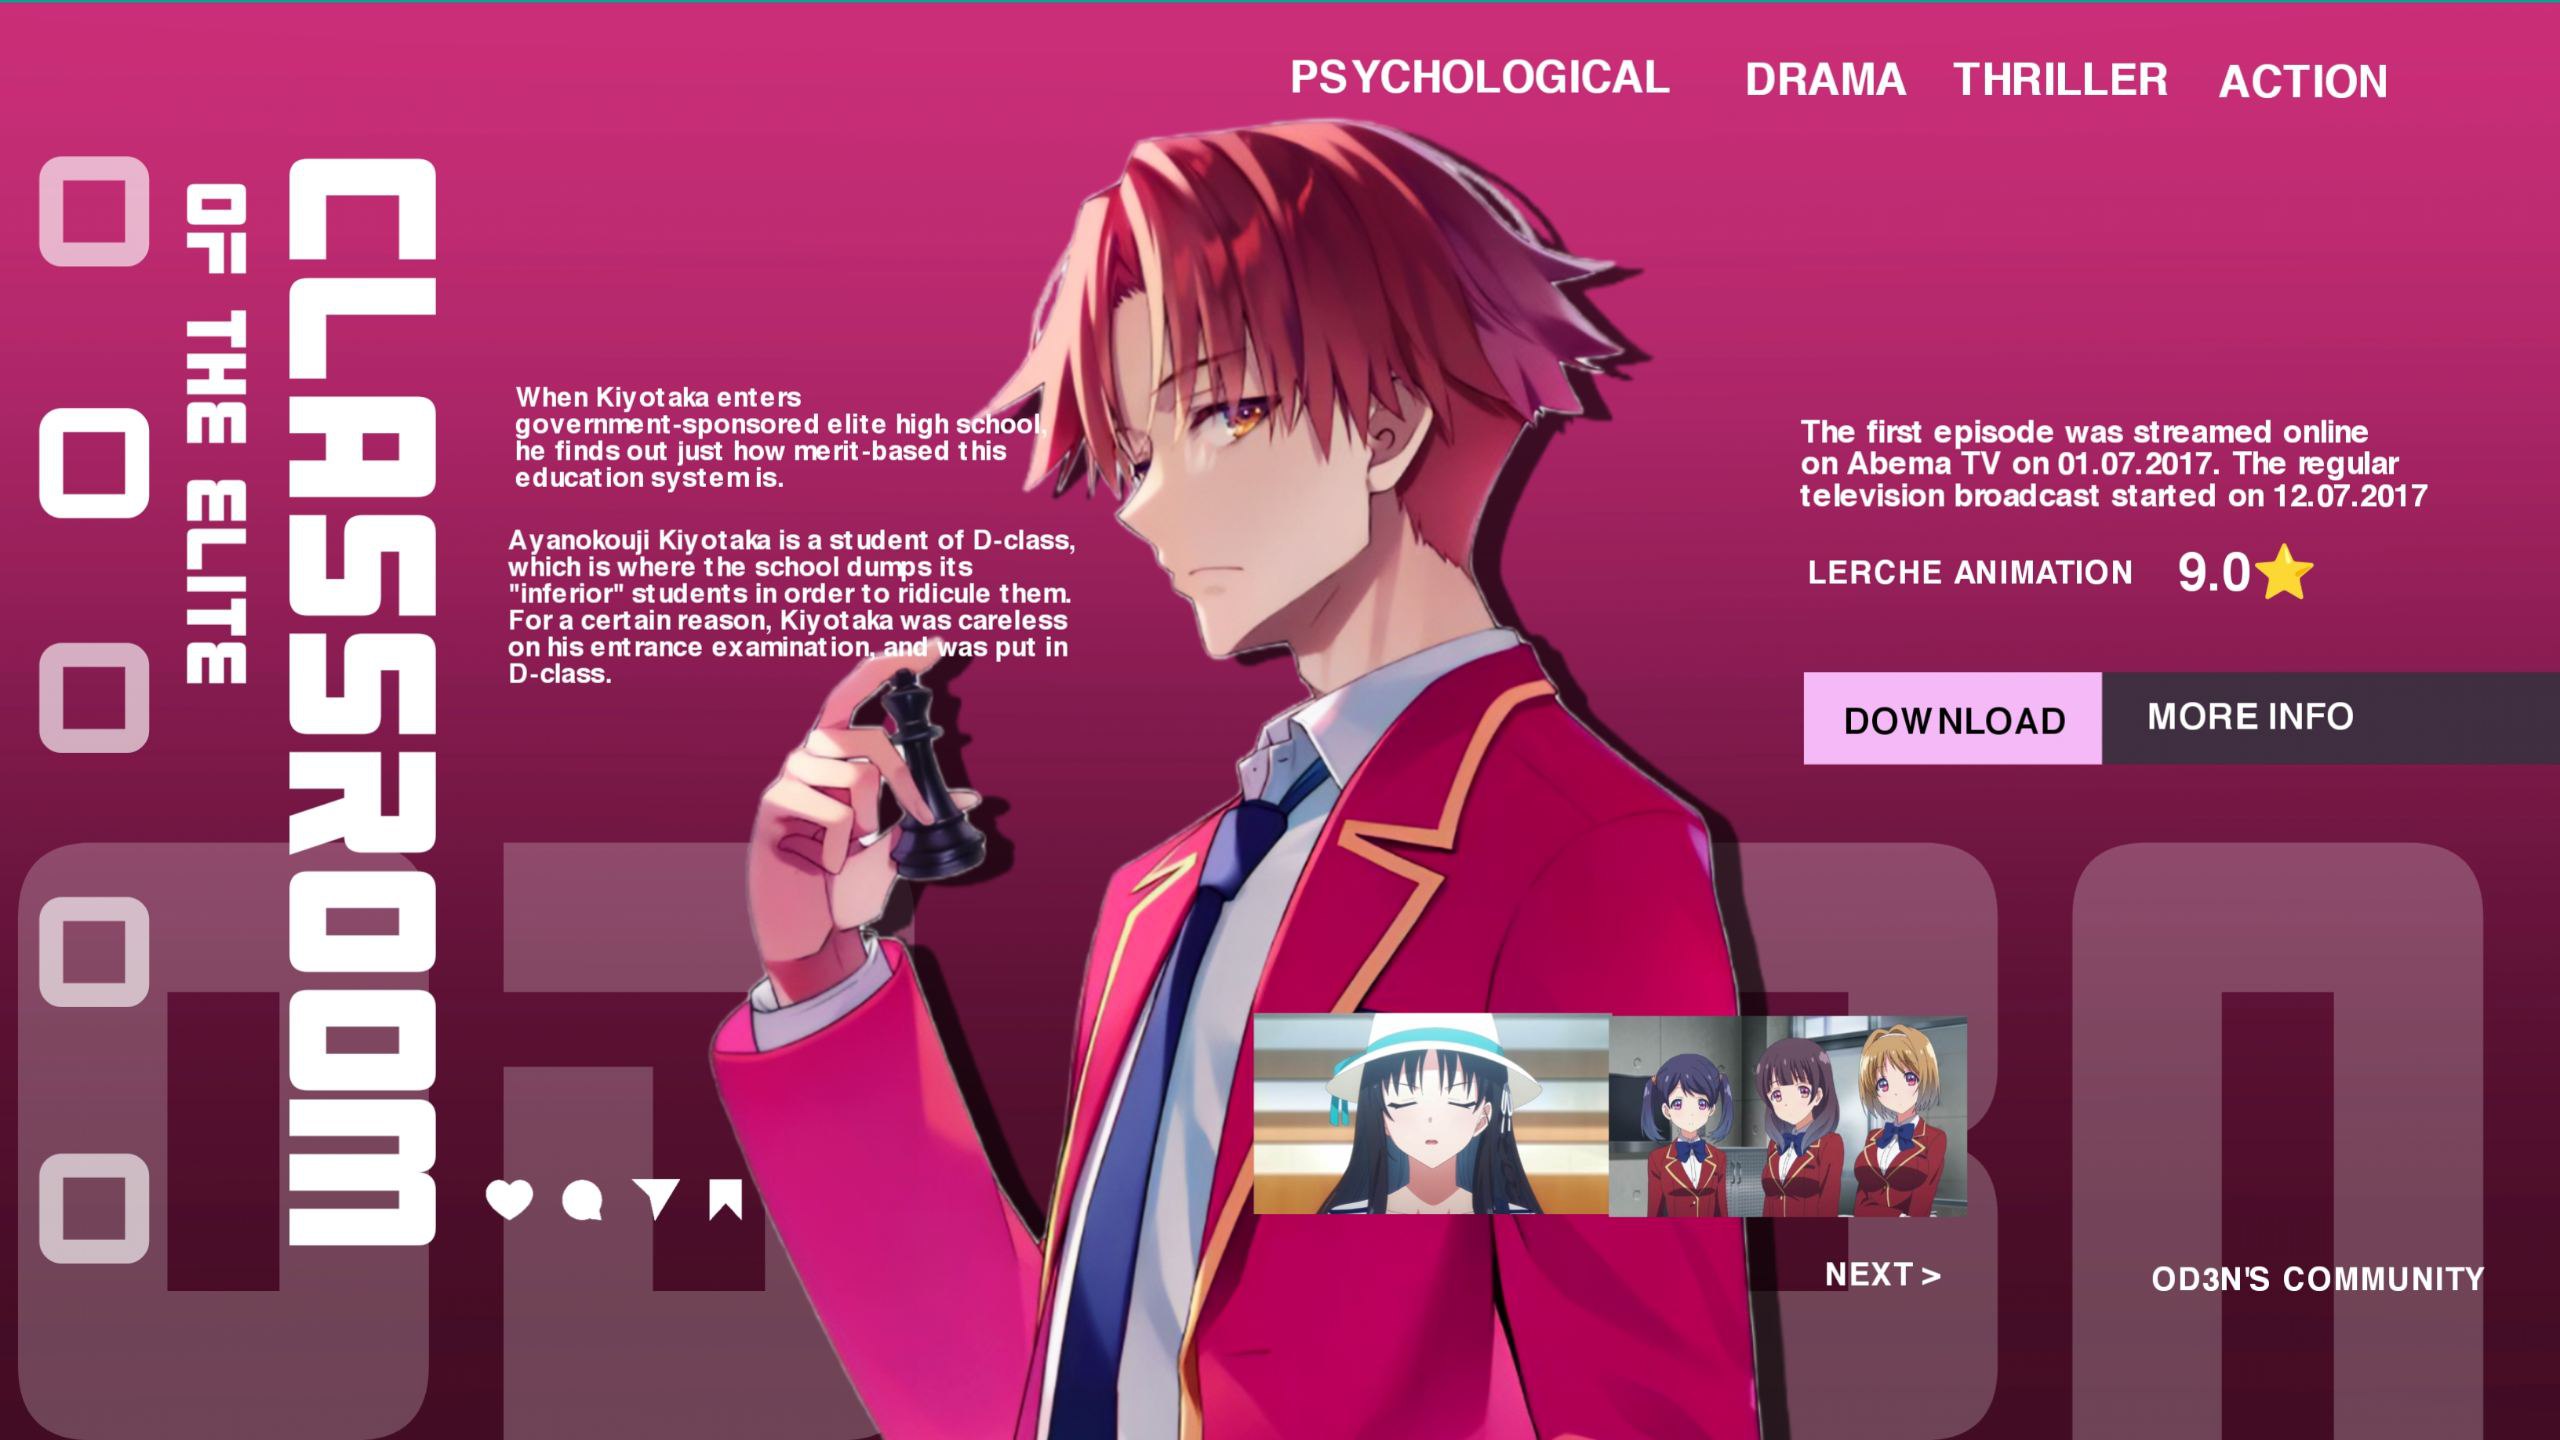 PSYCHOLOGICAL DRAMA THRILLER ACTION
CLASSROOM
OF THE ELITE
When Kiyotaka enters
government-sponsored elite high school,
he finds out just how merit-based this
education system is.
Ayanokouji Kiyotaka is a student of D-class,
which is where the school dumps its
"inferior" students in order to ridicule them.
For a certain reason, Kiyotaka was careless
on his entrance examination, and was put in
D-class.
The first episode was streamed online
on Abema TV on 01.07.2017. The regular
television broadcast started on 12.07.2017
LERCHE ANIMATION 9.0
DOWNLOAD MORE INFO
NEXT >
OD3N'S COMMUNITY